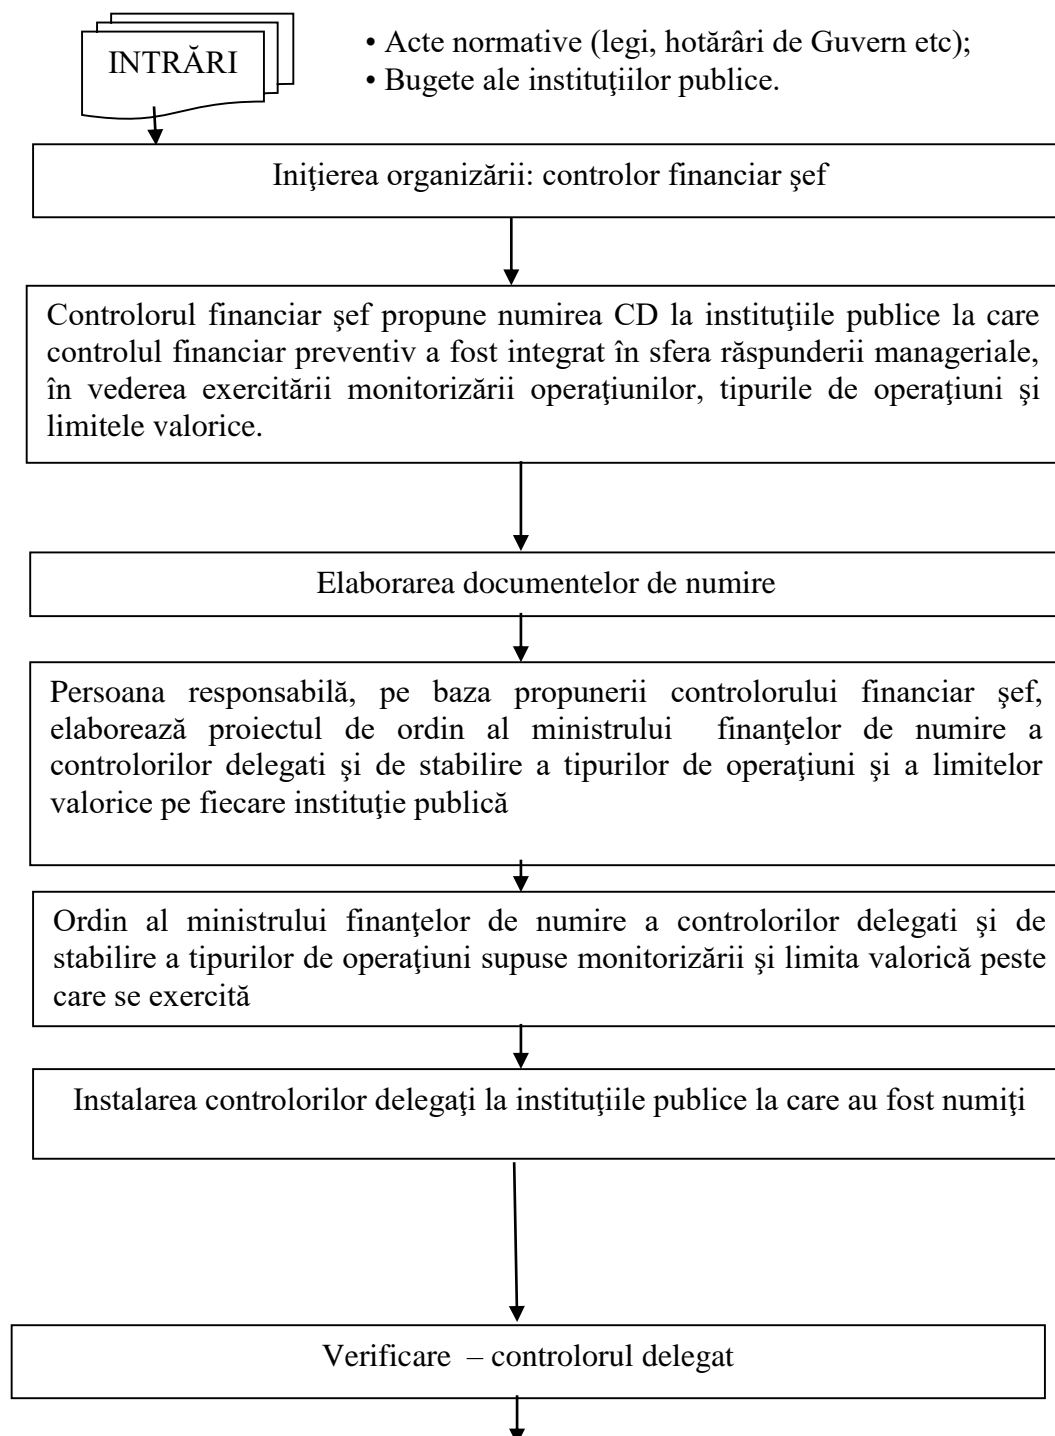 INTRĂRI
• Acte normative (legi, hotărâri de Guvern etc);
• Bugete ale instituţiilor publice.
Iniţierea organizării: controlor financiar şef
Controlorul financiar şef propune numirea CD la instituţiile publice la care
controlul financiar preventiv a fost integrat în sfera răspunderii manageriale,
în vederea exercitării monitorizării operaţiunilor, tipurile de operaţiuni şi
limitele valorice.
Elaborarea documentelor de numire
Persoana responsabilă, pe baza propunerii controlorului financiar şef,
elaborează proiectul de ordin al ministrului finanţelor de numire a
controlorilor delegati şi de stabilire a tipurilor de operaţiuni şi a limitelor
valorice pe fiecare instituţie publică
Ordin al ministrului finanţelor de numire a controlorilor delegati şi de
stabilire a tipurilor de operaţiuni supuse monitorizării şi limita valorică peste
care se exercită
Instalarea controlorilor delegaţi la instituţiile publice la care au fost numiţi
Verificare – controlorul delegat